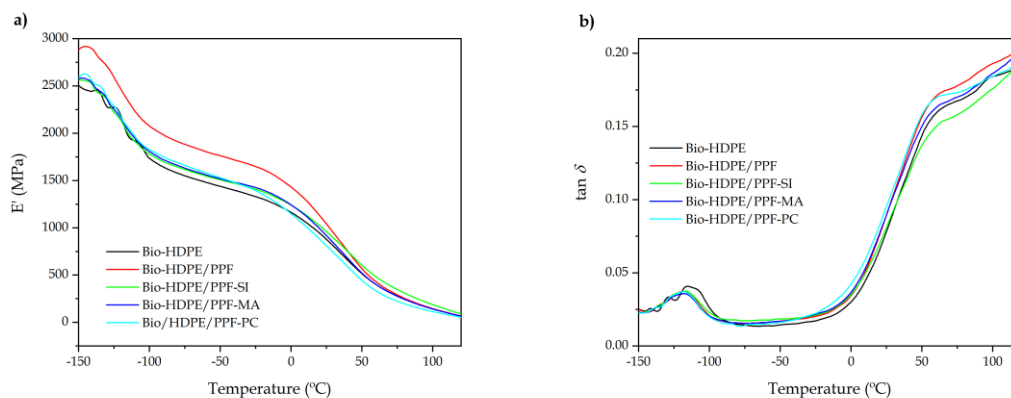 a)
3000
2500
2000
1500
1000
500
0
E' (MPa)
Bio-HDPE
Bio-HDPE/PPF
Bio-HDPE/PPF-SI
Bio-HDPE/PPF-MA
Bio/HDPE/PPF-PC
-150 -100 -50 0 50 100
Temperature (ºC)
b)
0.20
0.15
0.10
0.05
0.00
tan δ
Bio-HDPE
Bio-HDPE/PPF
Bio-HDPE/PPF-SI
Bio-HDPE/PPF-MA
Bio-HDPE/PPF-PC
-150 -100 -50 0 50 100
Temperature (ºC)